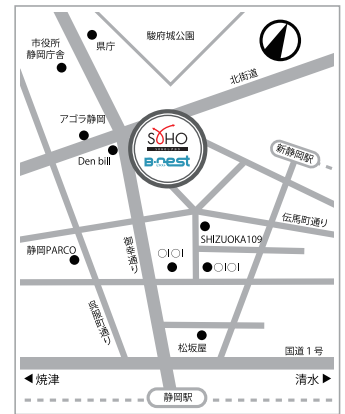 駿府城公園
県庁
市役所
静岡庁舎
北街道
アゴラ静岡
SOHO
Den bill
B-nest
新静岡駅
伝馬町通り
SHIZUOKA109
静岡PARCO
御幸通り
○I○I
○I○I
呉服町通り
松坂屋
国道1号
焼津
清水
静岡駅